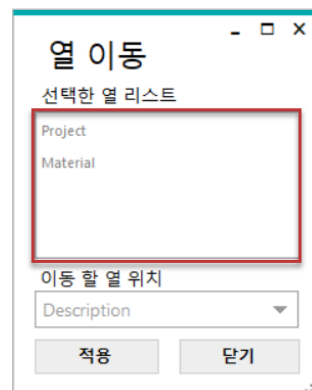 열 이동
선택한 열 리스트
Project
Material
이동 할 열 위치
Description
적용
닫기